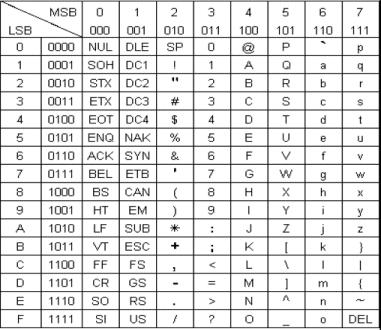 MSB 0 1 2 3 4 5 6 7
LSB 000 001 010 011 100 101 110 111
0 0000 NUL DLE SP 0 @ P ` p
1 0001 SOH DC1 ! 1 A Q a q
2 0010 STX DC2 " 2 B R b r
3 0011 ETX DC3 # 3 C S c s
4 0100 EOT DC4 $ 4 D T d t
5 0101 ENQ NAK % 5 E U e u
6 0110 ACK SYN & 6 F V f v
7 0111 BEL ETB ' 7 G W g w
8 1000 BS CAN ( 8 H X h x
9 1001 HT EM ) 9 I Y i y
A 1010 LF SUB * : J Z j z
B 1011 VT ESC + ; K [ k }
C 1100 FF FS , < L \ l |
D 1101 CR GS - = M ] m {
E 1110 SO RS . > N ^ n ~
F 1111 SI US / ? O _ o DEL